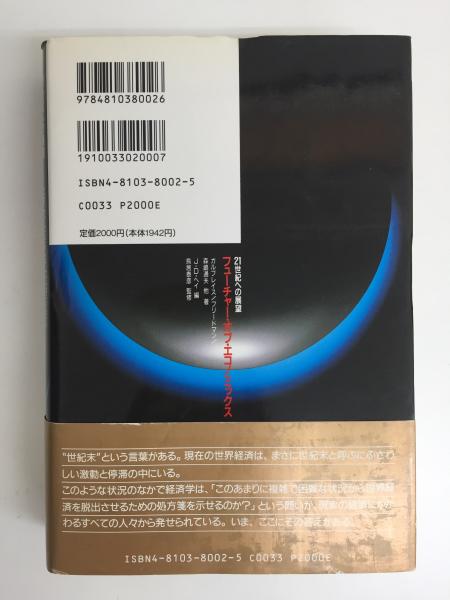 9784810380026
1910033020007
ISBN4-8103-8002-5
C0033 P2000E
定価2000円(本体1942円)
21世紀への展望
フューチャー・オブ・エコノミックス
ガルブレイス/フリードマン/
森嶋通夫 他 著
J・D・ヘイ 編
鳥居泰彦 監修
“世紀末”という言葉がある。現在の世界経済は、まさに世紀末と呼ぶにふさわ
しい激動と停滞の中にいる。
このような状況のなかで経済学は、「このあまりに複雑で困難な状況から世界経
済を脱出させるための処方箋を示せるのか?」という問いが、現実の経済にかか
わるすべての人々から発せられている。いま、ここにその答えがある。
ISBN4-8103-8002-5 C0033 P2000E